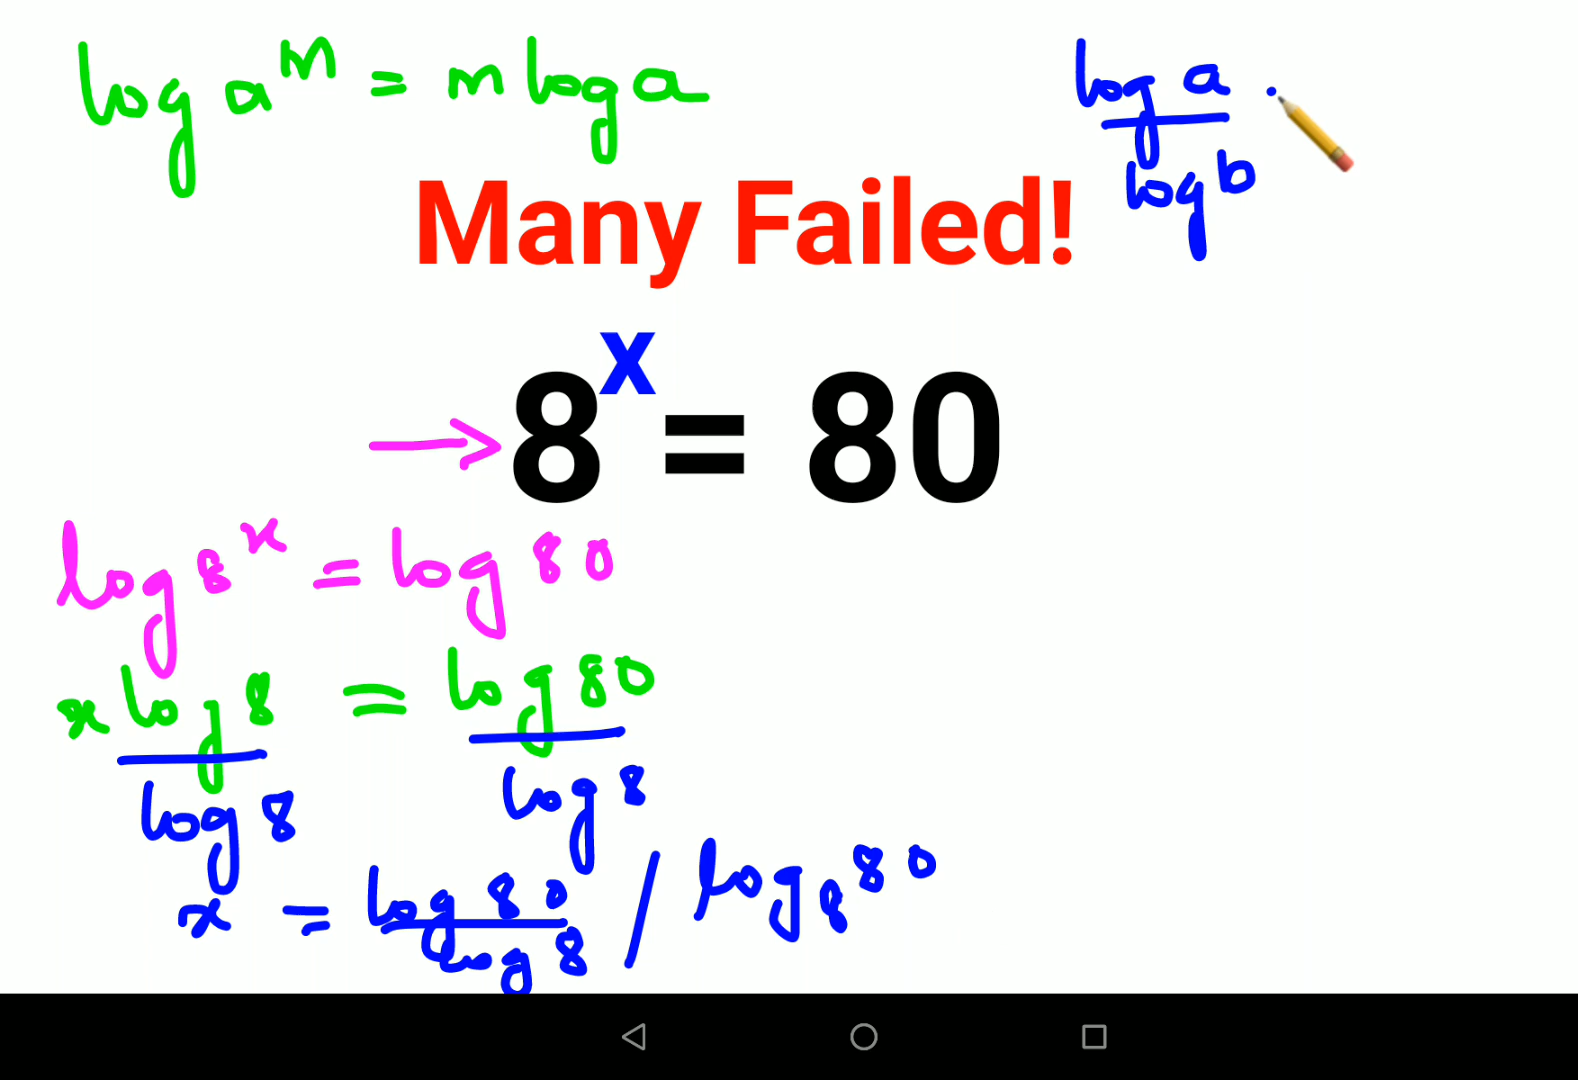 log a^m = m log a
log a / log b
Many Failed!
8^x = 80
log 8^x = log 80
x log 8 / log 8 = log 80 / log 8
x = log 80 / log 8 / log₈ 80